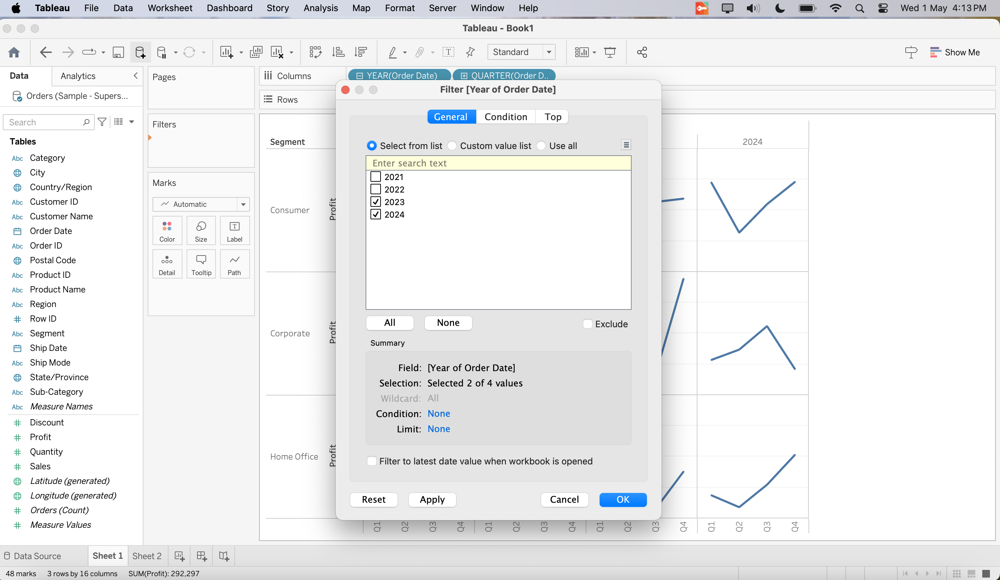 Tableau File Data Worksheet Dashboard Story Analysis Map Format Server Window Help Wed 1 May 4:13 PM
Tableau - Book1
Standard Show Me
Data Analytics
Orders (Sample - Supers...
Search
Tables
Abc Category
City
Country/Region
Abc Customer ID
Abc Customer Name
Order Date
Abc Order ID
Postal Code
Abc Product ID
Abc Product Name
Abc Region
Row ID
Abc Segment
Ship Date
Abc Ship Mode
State/Province
Abc Sub-Category
Abc Measure Names
Discount
Profit
Quantity
Sales
Latitude (generated)
Longitude (generated)
Orders (Count)
Measure Values
Pages
Filters
Marks
Automatic
Color Size Label
Detail Tooltip Path
Columns YEAR(Order Date) QUARTER(Order D..
Rows
Segment 2024
Consumer Profit
Corporate Profit
Home Office Profit
Q1 Q2 Q3 Q4 Q1 Q2 Q3 Q4 Q1 Q2 Q3 Q4 Q1 Q2 Q3 Q4
Filter [Year of Order Date]
General Condition Top
Select from list Custom value list Use all
Enter search text
2021
2022
2023
2024
All None Exclude
Summary
Field: [Year of Order Date]
Selection: Selected 2 of 4 values
Wildcard: All
Condition: None
Limit: None
Filter to latest date value when workbook is opened
Reset Apply Cancel OK
Data Source Sheet 1 Sheet 2
48 marks 3 rows by 16 columns SUM(Profit): 292,297